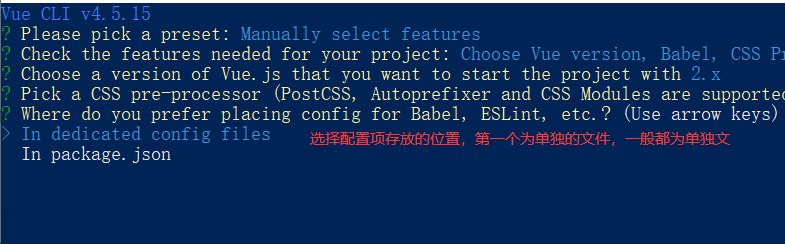 Vue CLI v4.5.15
? Please pick a preset: Manually select features
? Check the features needed for your project: Choose Vue version, Babel, CSS Pr
? Choose a version of Vue.js that you want to start the project with 2.x
? Pick a CSS pre-processor (PostCSS, Autoprefixer and CSS Modules are supported
? Where do you prefer placing config for Babel, ESLint, etc.? (Use arrow keys)
> In dedicated config files
选择配置项存放的位置，第一个为单独的文件，一般都为单独文
In package.json